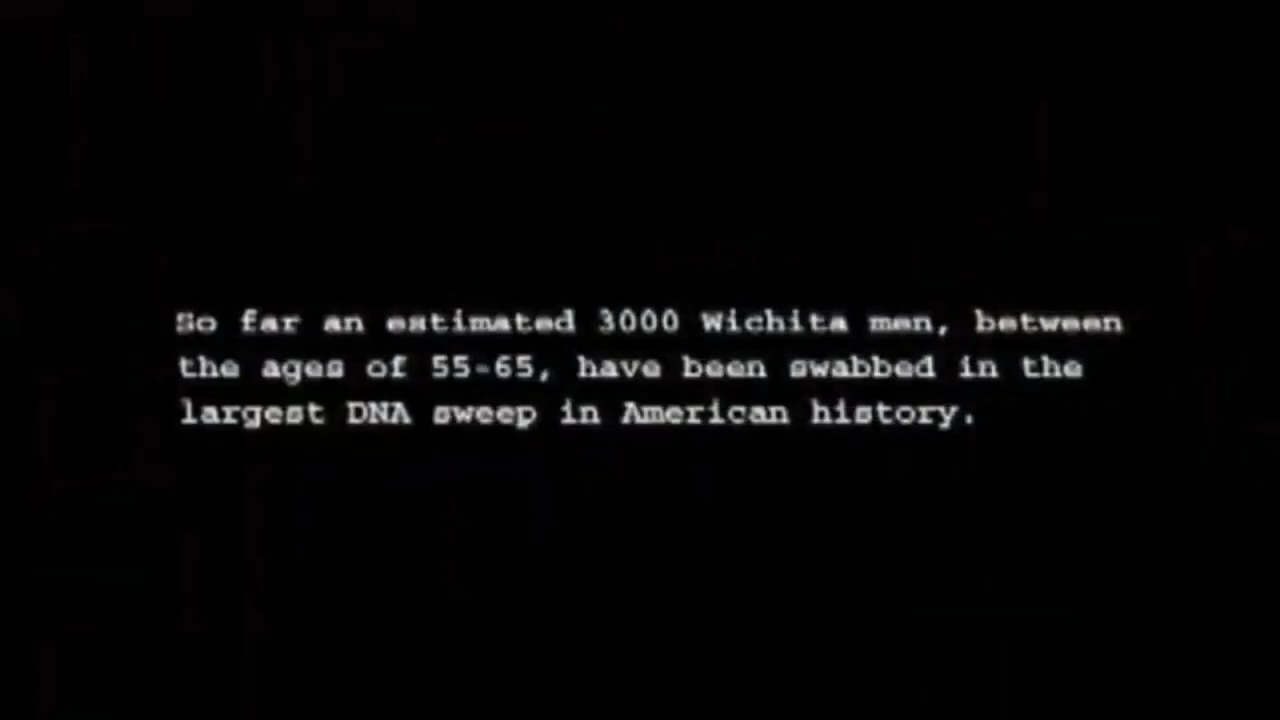 So far an estimated 3000 Wichita men, between
the ages of 55-65, have been swabbed in the
largest DNA sweep in American history.